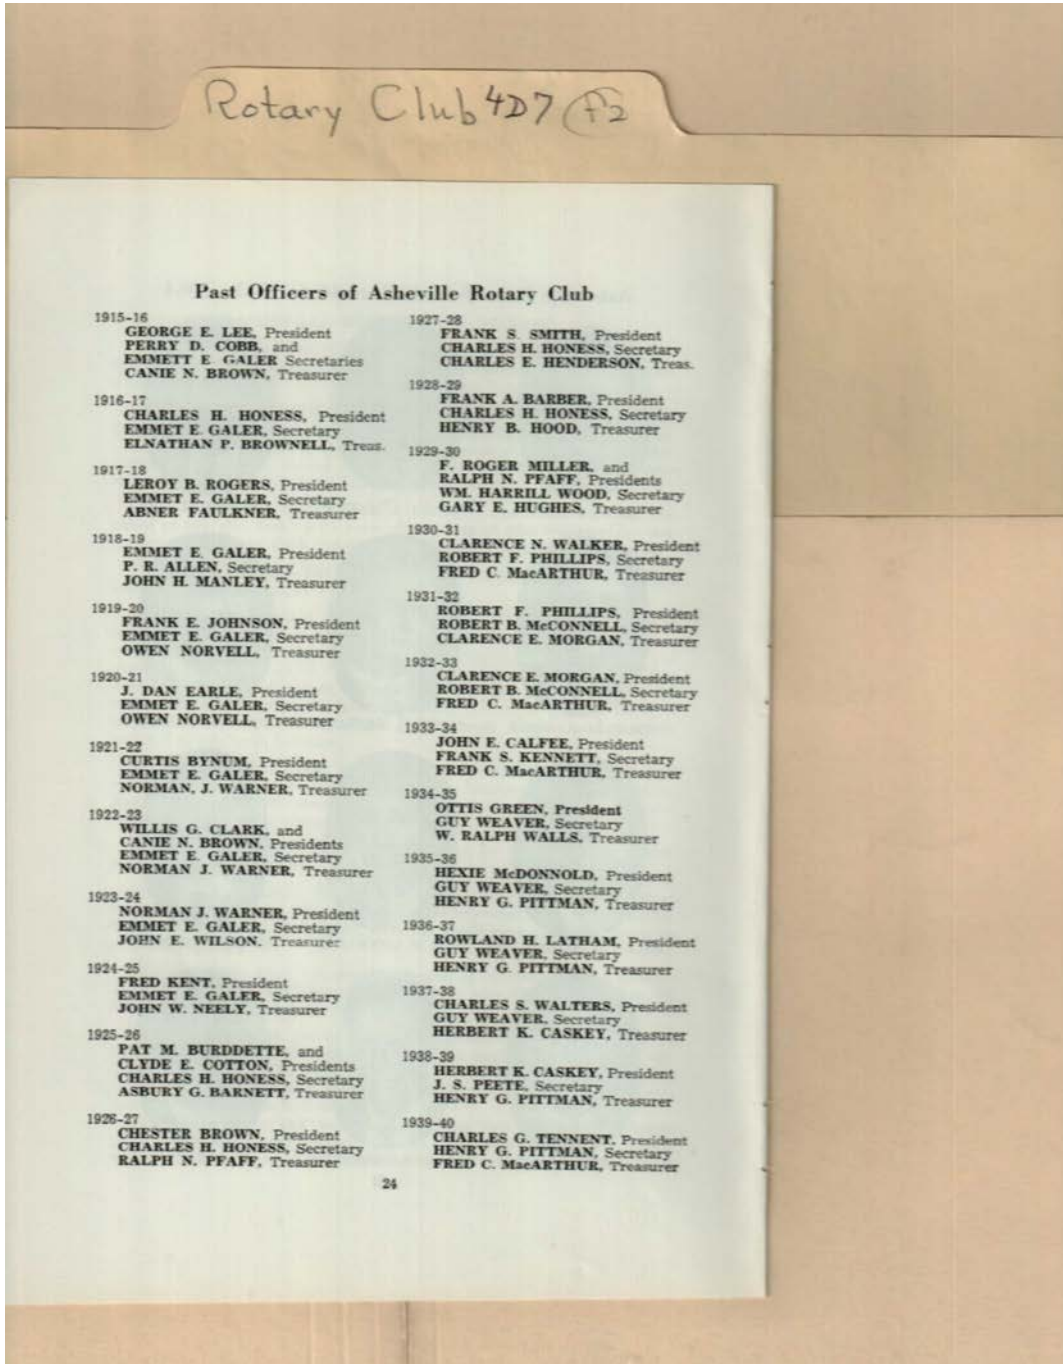 Rotary Club 4D7 P2
Past Officers of Asheville Rotary Club
1915-16
GEORGE E. LEE, President
PERRY D. COBB, and
EMMETT E. GALER Secretaries
CANIE N. BROWN, Treasurer
1916-17
CHARLES H. HONESS, President
EMMET E. GALER, Secretary
ELNATHAN P. BROWNELL, Treas.
1917-18
LEROY B. ROGERS, President
EMMET E. GALER, Secretary
ABNER FAULKNER, Treasurer
1918-19
EMMET E. GALER, President
P. R. ALLEN, Secretary
JOHN H. MANLEY, Treasurer
1919-20
FRANK E. JOHNSON, President
EMMET E. GALER, Secretary
OWEN NORVELL, Treasurer
1920-21
J. DAN EARLE, President
EMMET E. GALER, Secretary
OWEN NORVELL, Treasurer
1921-22
CURTIS BYNUM, President
EMMET E. GALER, Secretary
NORMAN, J. WARNER, Treasurer
1922-23
WILLIS G. CLARK, and
CANIE N. BROWN, Presidents
EMMET E. GALER, Secretary
NORMAN J. WARNER, Treasurer
1923-24
NORMAN J. WARNER, President
EMMET E. GALER, Secretary
JOHN E. WILSON. Treasurer
1924-25
FRED KENT, President
EMMET E. GALER, Secretary
JOHN W. NEELY, Treasurer
1925-26
PAT M. BURDDETTE, and
CLYDE E. COTTON, Presidents
CHARLES H. HONESS, Secretary
ASBURY G. BARNETT, Treasurer
1926-27
CHESTER BROWN, President
CHARLES H. HONESS, Secretary
RALPH N. PFAFF, Treasurer
1927-28
FRANK S. SMITH, President
CHARLES H. HONESS, Secretary
CHARLES E. HENDERSON, Treas.
1928-29
FRANK A. BARBER, President
CHARLES H. HONESS, Secretary
HENRY B. HOOD, Treasurer
1929-30
F. ROGER MILLER, and
RALPH N. PFAFF, Presidents
WM. HARRILL WOOD, Secretary
GARY E. HUGHES, Treasurer
1930-31
CLARENCE N. WALKER, President
ROBERT F. PHILLIPS, Secretary
FRED C. MacARTHUR, Treasurer
1931-32
ROBERT F. PHILLIPS, President
ROBERT B. McCONNELL, Secretary
CLARENCE E. MORGAN, Treasurer
1932-33
CLARENCE E. MORGAN, President
ROBERT B. McCONNELL, Secretary
FRED C. MacARTHUR, Treasurer
1933-34
JOHN E. CALFEE, President
FRANK S. KENNETT, Secretary
FRED C. MacARTHUR, Treasurer
1934-35
OTTIS GREEN, President
GUY WEAVER, Secretary
W. RALPH WALLS, Treasurer
1935-36
HEXIE McDONNOLD, President
GUY WEAVER, Secretary
HENRY G. PITTMAN, Treasurer
1936-37
ROWLAND H. LATHAM, President
GUY WEAVER, Secretary
HENRY G. PITTMAN, Treasurer
1937-38
CHARLES S. WALTERS, President
GUY WEAVER, Secretary
HERBERT K. CASKEY, Treasurer
1938-39
HERBERT K. CASKEY, President
J. S. PEETE, Secretary
HENRY G. PITTMAN, Treasurer
1939-40
CHARLES G. TENNENT, President
HENRY G. PITTMAN, Secretary
FRED C. MacARTHUR, Treasurer
24